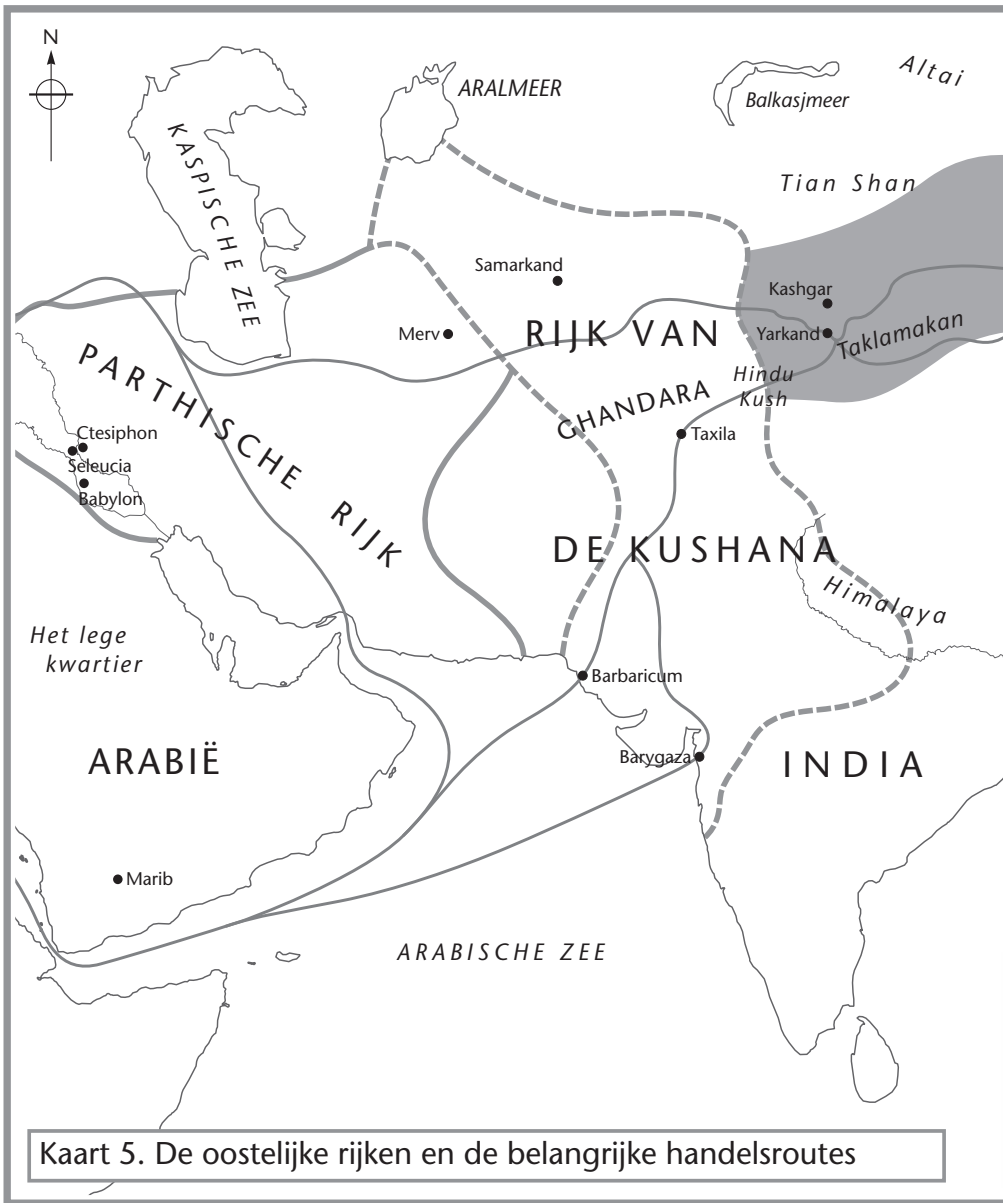 N
ARALMEER
Balkasjmeer
Altai
KASPISCHE ZEE
Tian Shan
Samarkand
Kashgar
Merv
RIJK VAN
Yarkand
Taklamakan
PARTHISCHE RIJK
Hindu
Kush
GHANDARA
Ctesiphon
Seleucia
Babylon
Taxila
DE KUSHANA
Himalaya
Het lege
kwartier
Barbaricum
ARABIË
Barygaza
INDIA
Marib
ARABISCHE ZEE
Kaart 5. De oostelijke rijken en de belangrijke handelsroutes